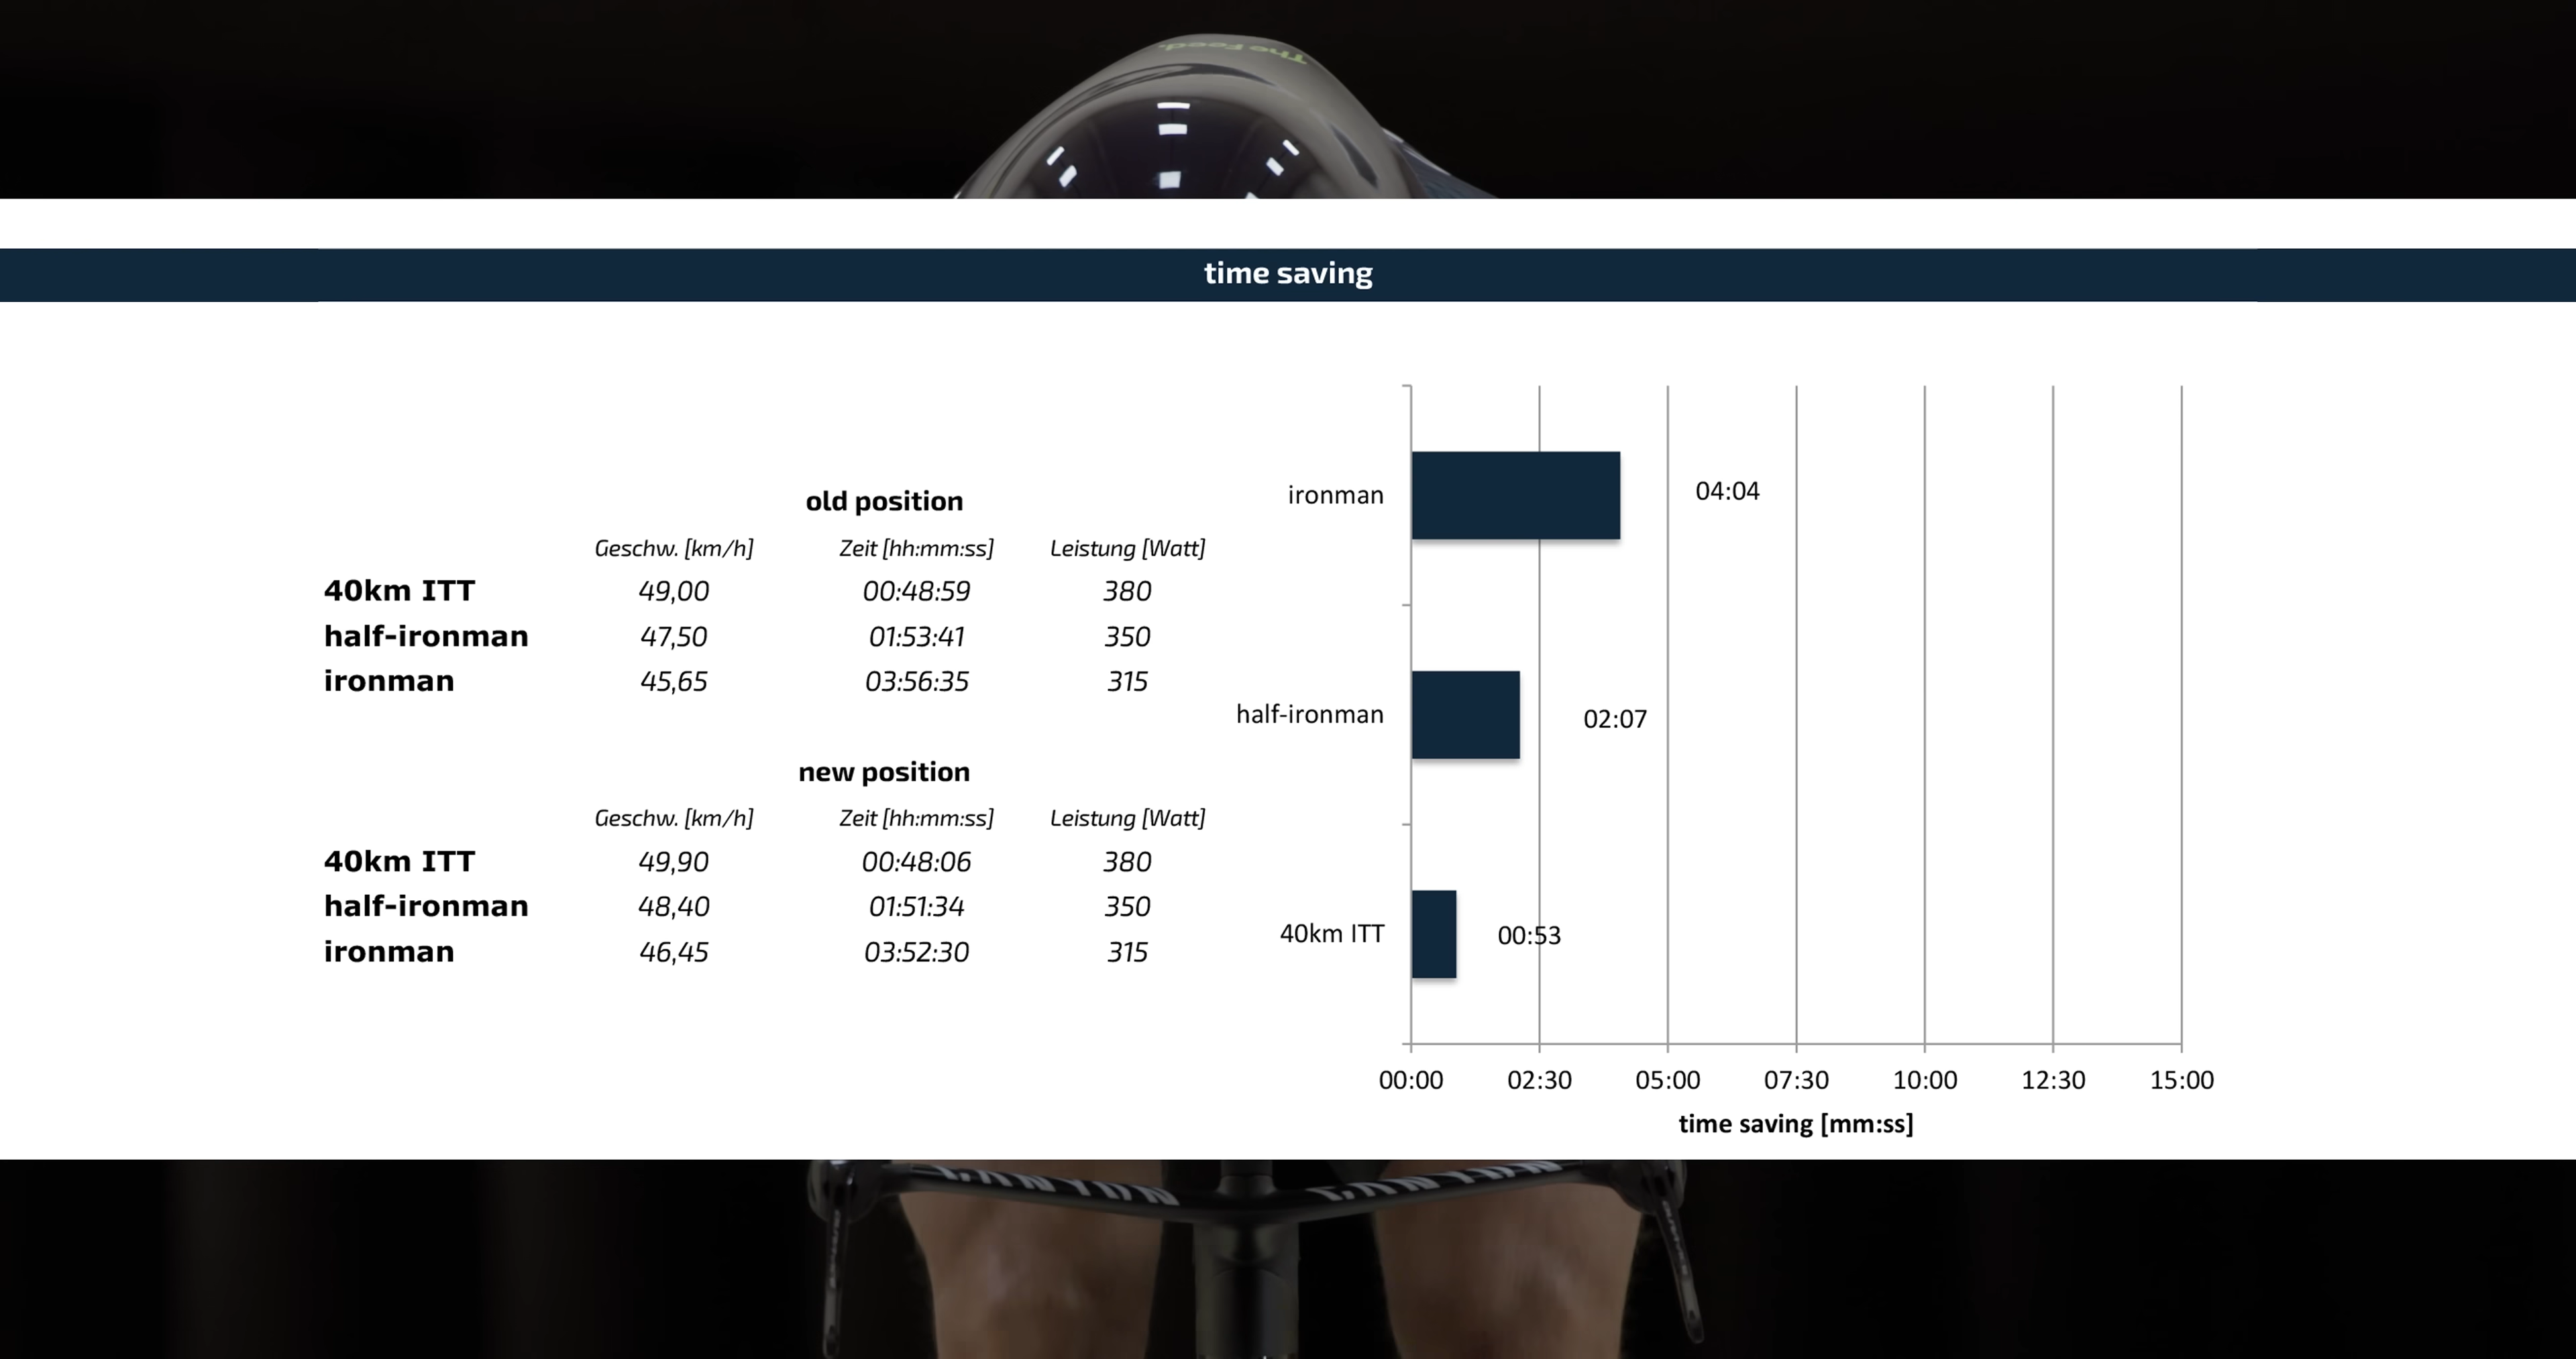 The Feed.
time saving
old position
Geschw. [km/h] Zeit [hh:mm:ss] Leistung [Watt]
40km ITT 49,00 00:48:59 380
half-ironman 47,50 01:53:41 350
ironman 45,65 03:56:35 315
new position
Geschw. [km/h] Zeit [hh:mm:ss] Leistung [Watt]
40km ITT 49,90 00:48:06 380
half-ironman 48,40 01:51:34 350
ironman 46,45 03:52:30 315
ironman 04:04
half-ironman 02:07
40km ITT 00:53
00:00 02:30 05:00 07:30 10:00 12:30 15:00
time saving [mm:ss]
CANYON CANYON